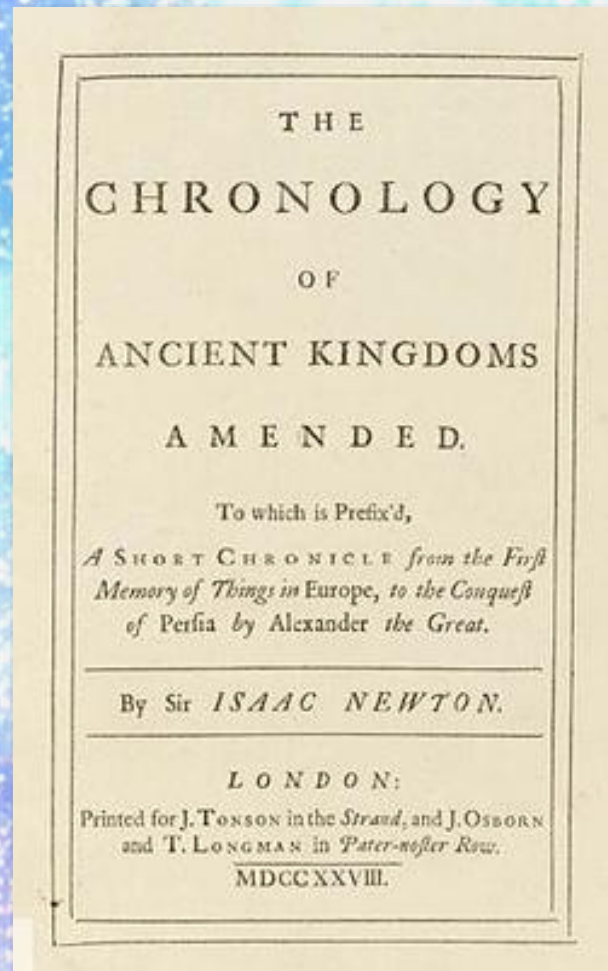 THE
CHRONOLOGY
OF
ANCIENT KINGDOMS
AMENDED.
To which is Prefix'd,
A SHORT CHRONICLE from the Firſt
Memory of Things in Europe, to the Conqueſt
of Perſia by Alexander the Great.
By Sir ISAAC NEWTON.
LONDON:
Printed for J. TONSON in the Strand, and J. OSBORN
and T. LONGMAN in Pater-noſter Row.
MDCCXXVIII.